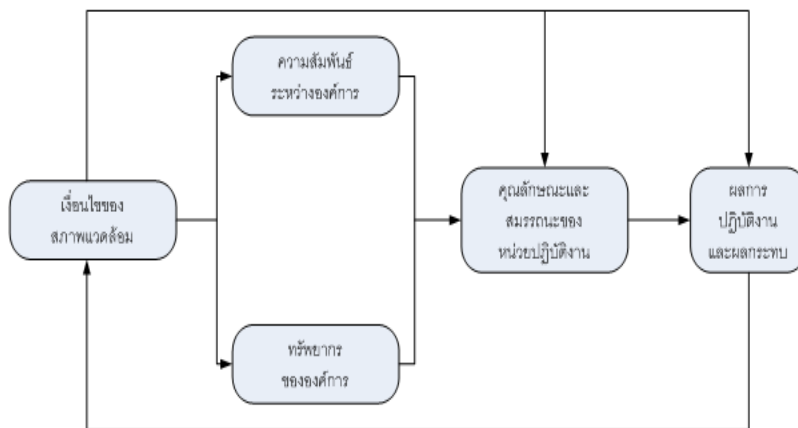 ความสัมพันธ์
ระหว่างองค์การ
เงื่อนไขของ
สภาพแวดล้อม
คุณลักษณะและ
สมรรถนะของ
หน่วยปฏิบัติงาน
ผลการ
ปฏิบัติงาน
และผลกระทบ
ทรัพยากร
ขององค์การ